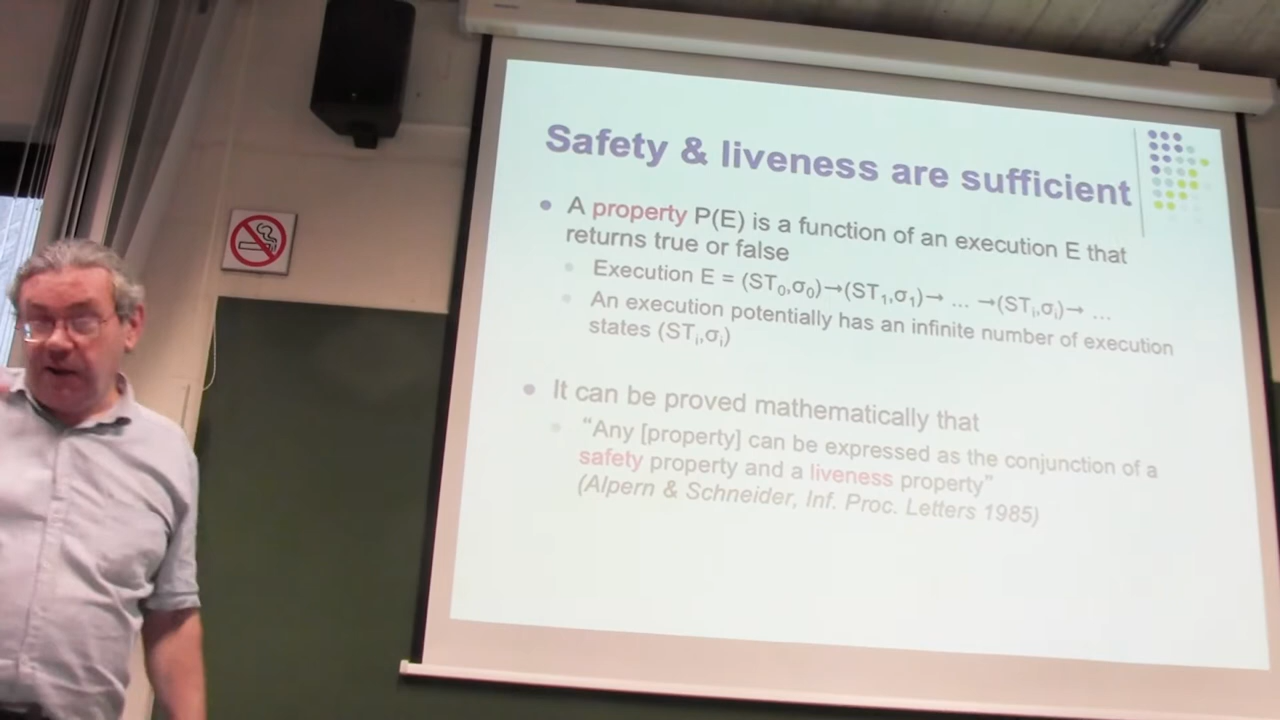 Safety & liveness are sufficient
A property P(E) is a function of an execution E that
returns true or false
Execution E = (ST₀,σ₀)→(ST₁,σ₁)→ ... →(STᵢ,σᵢ)→ ...
An execution potentially has an infinite number of execution
states (STᵢ,σᵢ)
It can be proved mathematically that
“Any [property] can be expressed as the conjunction of a
safety property and a liveness property”
(Alpern & Schneider, Inf. Proc. Letters 1985)